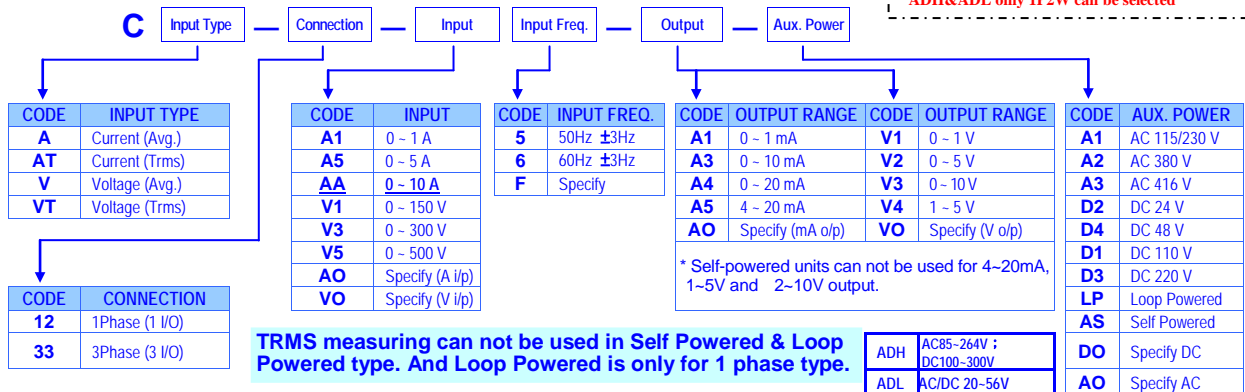 ADH&ADL only 1P2W can be selected
C Input Type — Connection — Input Input Freq. — Output — Aux. Power
CODE INPUT TYPE
A Current (Avg.)
AT Current (Trms)
V Voltage (Avg.)
VT Voltage (Trms)
CODE CONNECTION
12 1Phase (1 I/O)
33 3Phase (3 I/O)
CODE INPUT
A1 0 ~ 1 A
A5 0 ~ 5 A
AA 0 ~ 10 A
V1 0 ~ 150 V
V3 0 ~ 300 V
V5 0 ~ 500 V
AO Specify (A i/p)
VO Specify (V i/p)
CODE INPUT FREQ.
5 50Hz ±3Hz
6 60Hz ±3Hz
F Specify
CODE OUTPUT RANGE CODE OUTPUT RANGE
A1 0 ~ 1 mA V1 0 ~ 1 V
A3 0 ~ 10 mA V2 0 ~ 5 V
A4 0 ~ 20 mA V3 0 ~ 10 V
A5 4 ~ 20 mA V4 1 ~ 5 V
AO Specify (mA o/p) VO Specify (V o/p)
* Self-powered units can not be used for 4~20mA,
1~5V and 2~10V output.
CODE AUX. POWER
A1 AC 115/230 V
A2 AC 380 V
A3 AC 416 V
D2 DC 24 V
D4 DC 48 V
D1 DC 110 V
D3 DC 220 V
LP Loop Powered
AS Self Powered
DO Specify DC
AO Specify AC
TRMS measuring can not be used in Self Powered & Loop
Powered type. And Loop Powered is only for 1 phase type.
ADH AC85~264V ;
DC100~300V
ADL AC/DC 20~56V